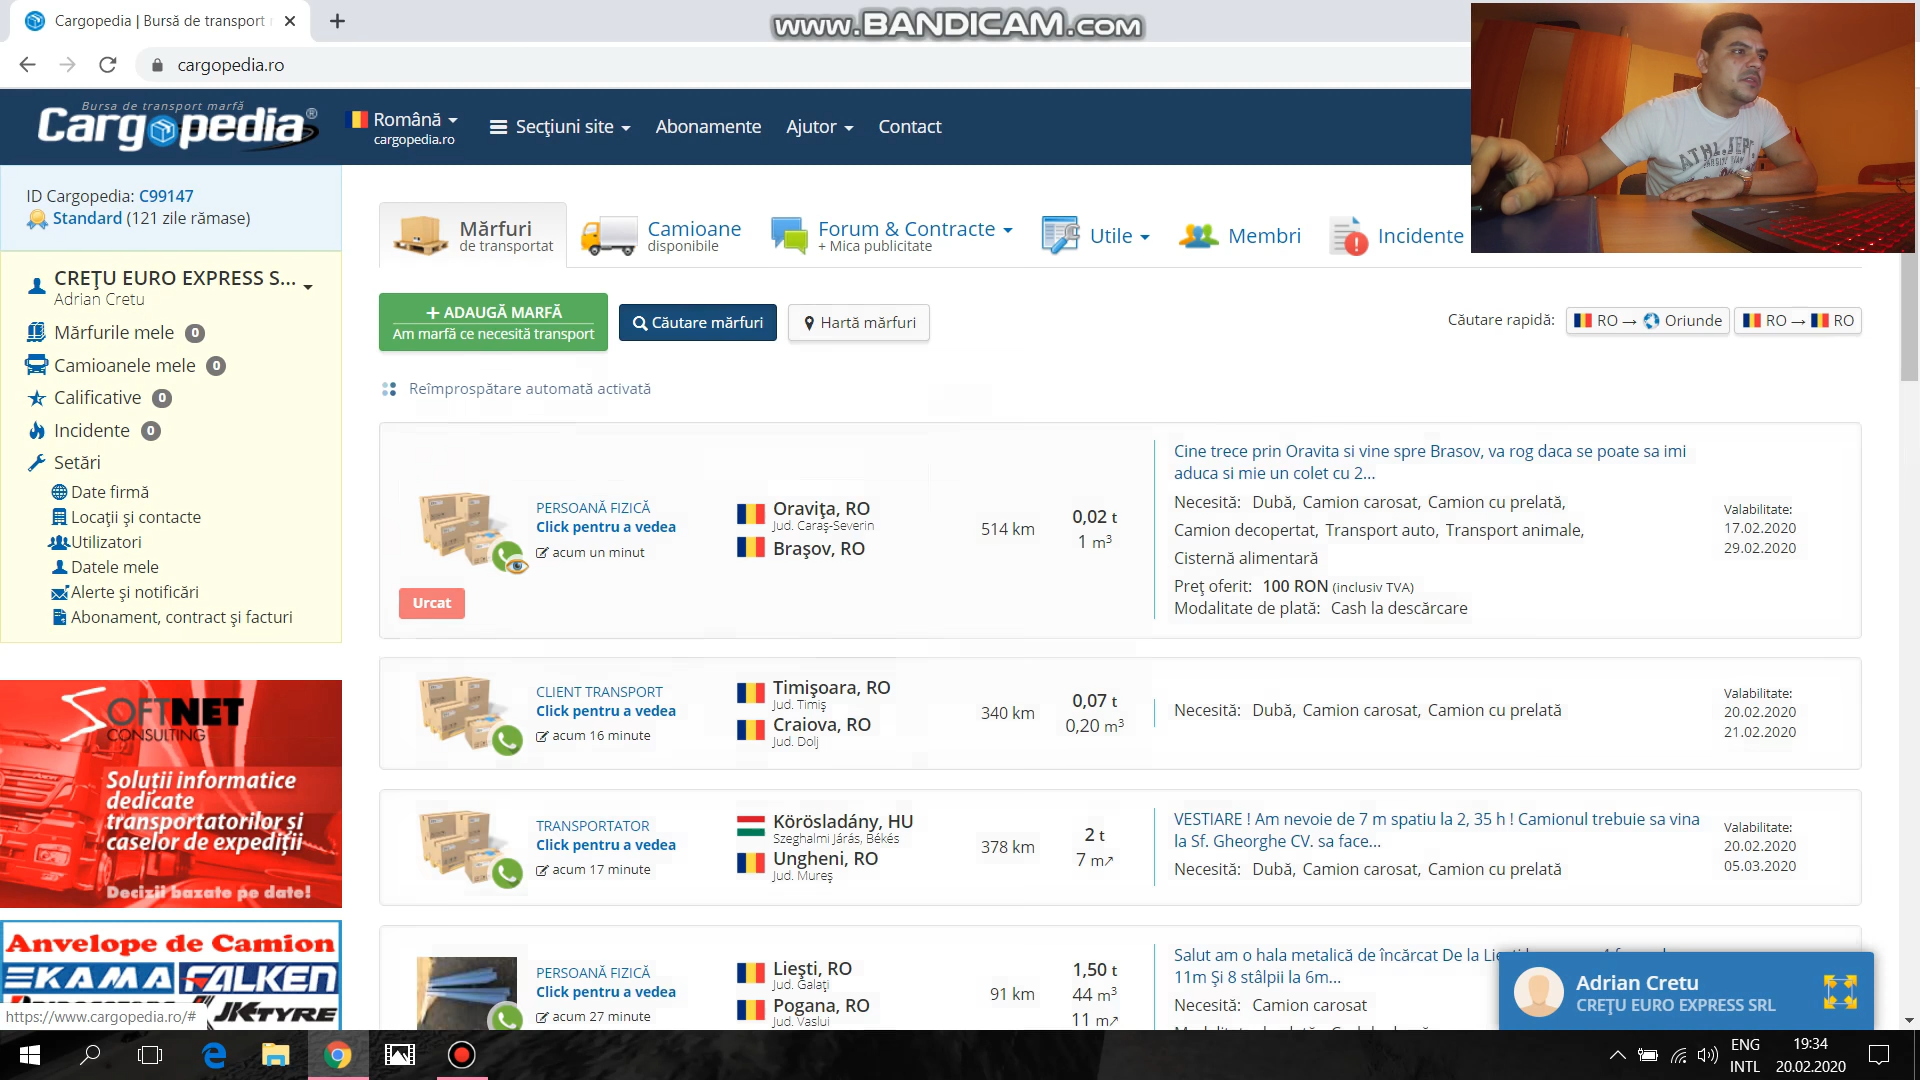 Cargopedia | Bursă de transport
www.BANDICAM.com
cargopedia.ro
Bursa de transport marfă
Cargopedia®
Română
cargopedia.ro
Secțiuni site
Abonamente
Ajutor
Contact
ID Cargopedia: C99147
Standard (121 zile rămase)
CREŢU EURO EXPRESS S...
Adrian Cretu
Mărfurile mele 0
Camioanele mele 0
Calificative 0
Incidente 0
Setări
Date firmă
Locații și contacte
Utilizatori
Datele mele
Alerte și notificări
Abonament, contract și facturi
SOFTNET
CONSULTING
Soluții informatice
dedicate
transportatorilor și
caselor de expediții
Decizii bazate pe date!
Anvelope de Camion
KAMA FALKEN
JKTYRE
https://www.cargopedia.ro/#
Mărfuri
de transportat
Camioane
disponibile
Forum & Contracte
+ Mica publicitate
Utile
Membri
Incidente
+ ADAUGĂ MARFĂ
Am marfă ce necesită transport
Căutare mărfuri
Hartă mărfuri
Căutare rapidă:
RO → Oriunde
RO → RO
Reîmprospătare automată activată
PERSOANĂ FIZICĂ
Click pentru a vedea
acum un minut
Urcat
Oravița, RO
Jud. Caraș-Severin
Brașov, RO
514 km
0,02 t
1 m³
Cine trece prin Oravita si vine spre Brasov, va rog daca se poate sa imi
aduca si mie un colet cu 2...
Necesită: Dubă, Camion carosat, Camion cu prelată,
Camion decopertat, Transport auto, Transport animale,
Cisternă alimentară
Preț oferit: 100 RON (inclusiv TVA)
Modalitate de plată: Cash la descărcare
Valabilitate:
17.02.2020
29.02.2020
CLIENT TRANSPORT
Click pentru a vedea
acum 16 minute
Timișoara, RO
Jud. Timiș
Craiova, RO
Jud. Dolj
340 km
0,07 t
0,20 m³
Necesită: Dubă, Camion carosat, Camion cu prelată
Valabilitate:
20.02.2020
21.02.2020
TRANSPORTATOR
Click pentru a vedea
acum 17 minute
Körösladány, HU
Szeghalmi Járás, Békés
Ungheni, RO
Jud. Mureș
378 km
2 t
7 m↗
VESTIARE ! Am nevoie de 7 m spatiu la 2, 35 h ! Camionul trebuie sa vina
la Sf. Gheorghe CV. sa face...
Necesită: Dubă, Camion carosat, Camion cu prelată
Valabilitate:
20.02.2020
05.03.2020
PERSOANĂ FIZICĂ
Click pentru a vedea
acum 27 minute
Liești, RO
Jud. Galați
Pogana, RO
Jud. Vaslui
91 km
1,50 t
44 m³
11 m↗
Salut am o hala metalică de încărcat De la
11m Și 8 stâlpii la 6m...
Necesită: Camion carosat
Adrian Cretu
CREŢU EURO EXPRESS SRL
ENG
INTL
19:34
20.02.2020